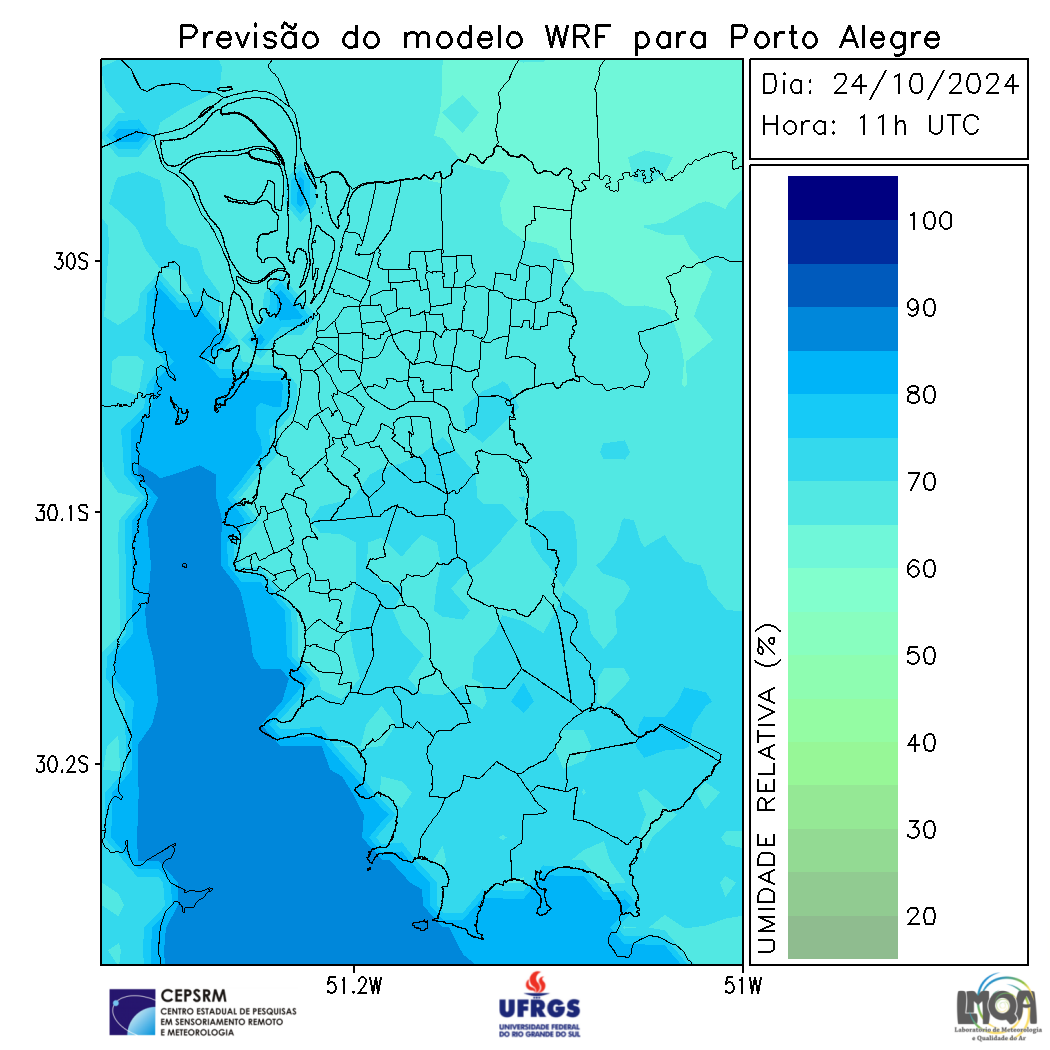 Previsão do modelo WRF para Porto Alegre
Dia: 24/10/2024
Hora: 11h UTC
30S
30.1S
30.2S
51.2W
51W
100
90
80
70
60
50
40
30
20
UMIDADE RELATIVA (%)
CEPSRM
CENTRO ESTADUAL DE PESQUISAS
EM SENSORIAMENTO REMOTO
E METEOROLOGIA
UFRGS
UNIVERSIDADE FEDERAL
DO RIO GRANDE DO SUL
LMQA
Laboratório de Meteorologia
e Qualidade do Ar